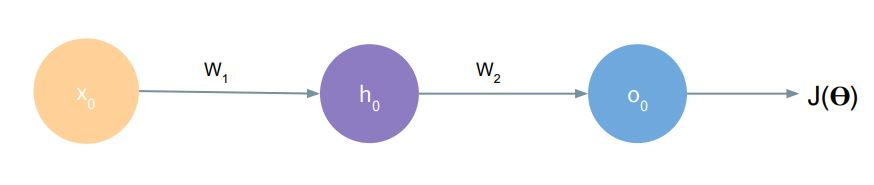 x₀
W₁
h₀
W₂
o₀
J(Θ)